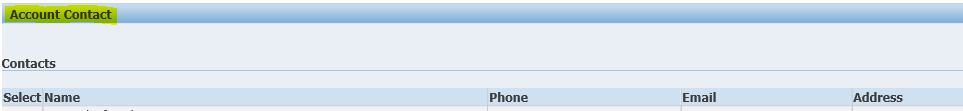 Account Contact
Contacts
Select Name Phone Email Address